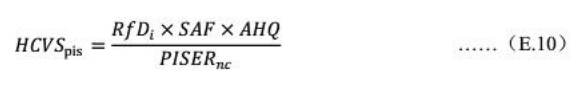 HCVS_pis = (RfD_i × SAF × AHQ) / PISER_nc ……（E.10）